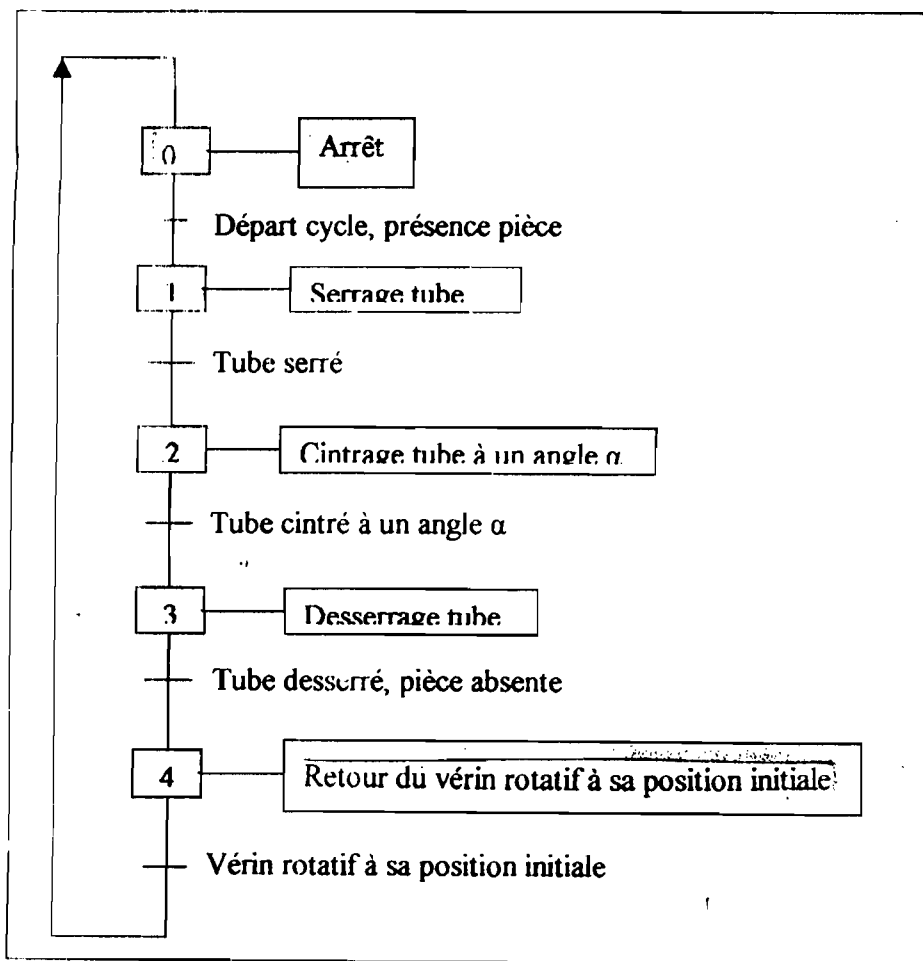 0
Arrêt
Départ cycle, présence pièce
1
Serrage tube
Tube serré
2
Cintrage tube à un angle α
Tube cintré à un angle α
3
Desserrage tube
Tube desserré, pièce absente
4
Retour du vérin rotatif à sa position initiale
Vérin rotatif à sa position initiale